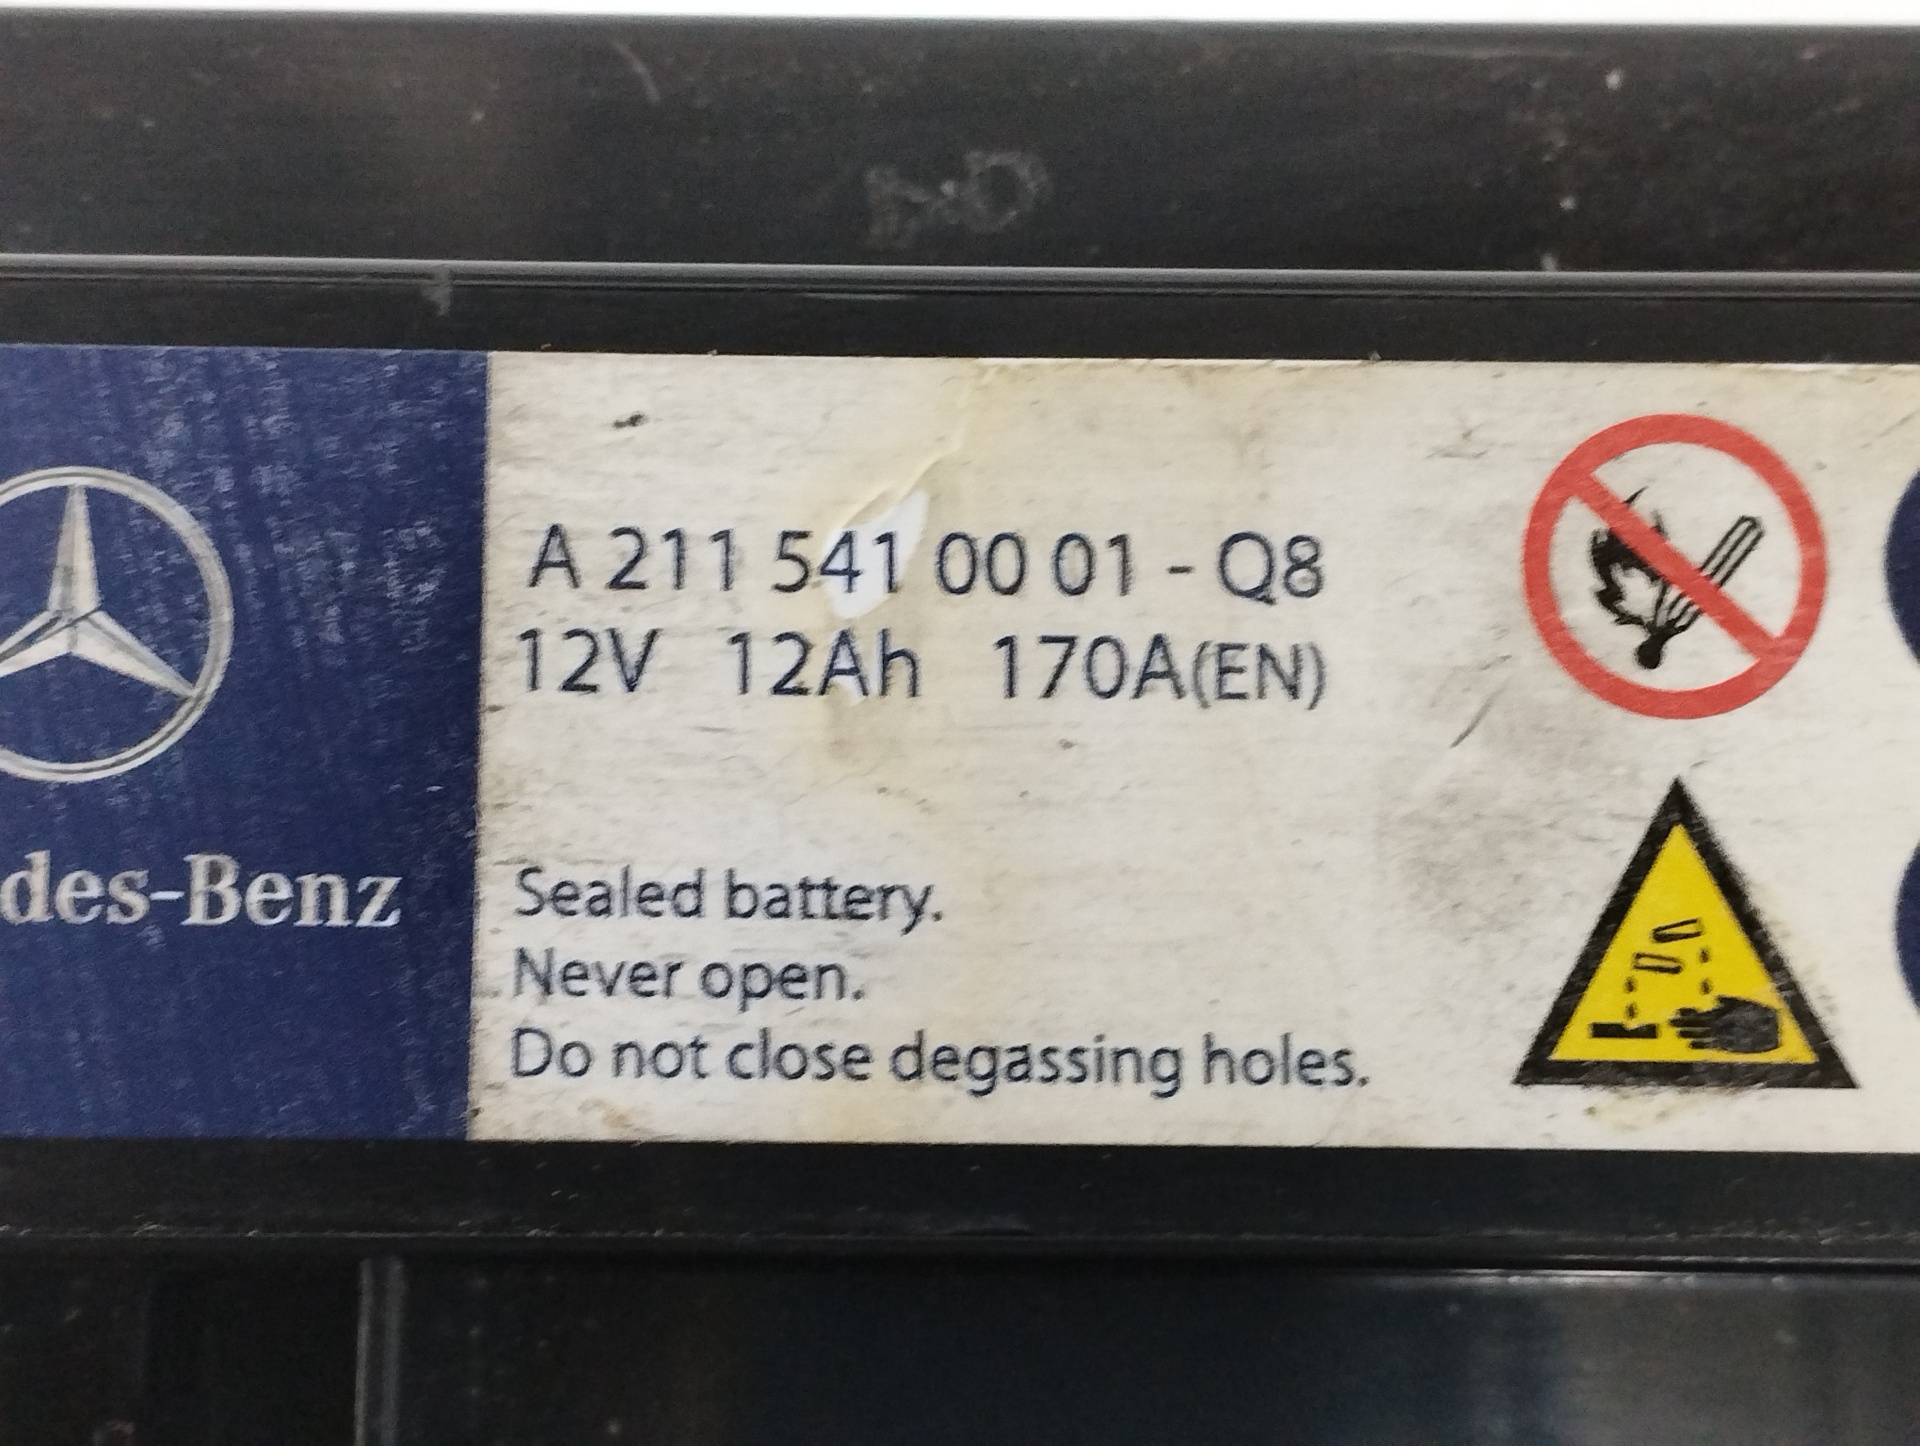 des-Benz
A 211 541 00 01 - Q8
12V 12Ah 170A(EN)
Sealed battery.
Never open.
Do not close degassing holes.